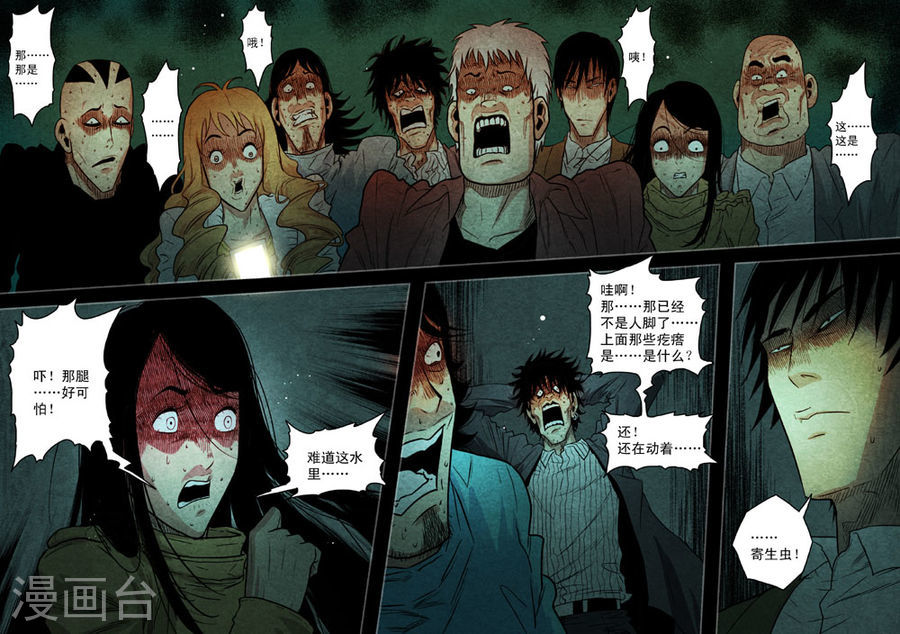 那……
那是
……
……
……
哦！
咦！
这……
这是
……
吓！那腿
……好可
怕！
难道这水
里……
哇啊！
那……那已经
不是人脚了……
上面那些疙瘩
是……是什么？
还！
还在动着……
……
寄生虫！
漫画台